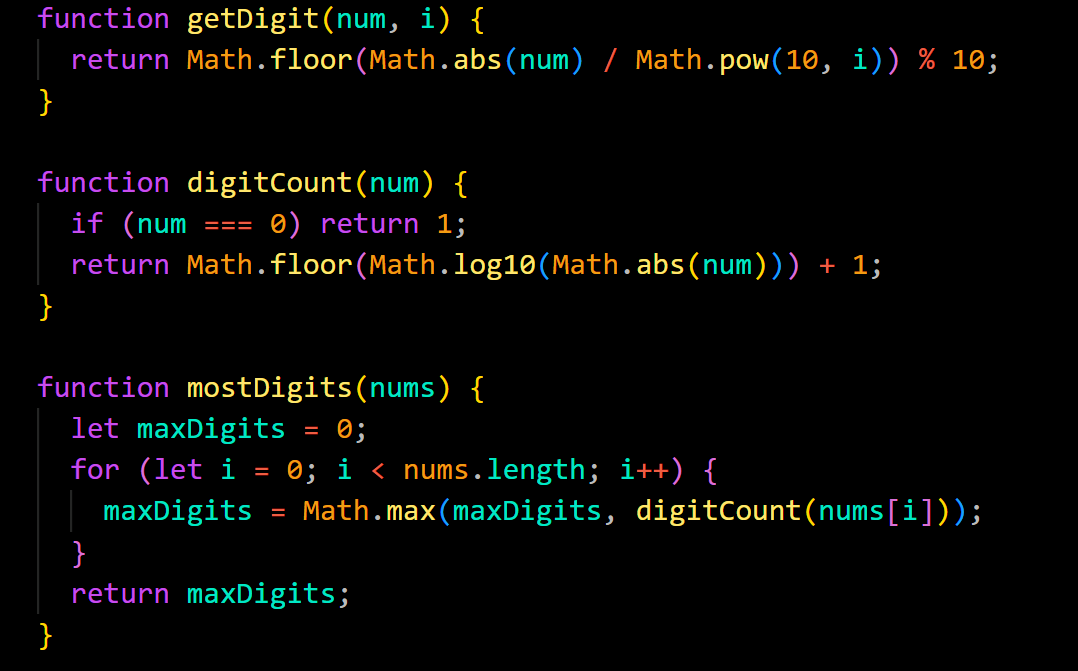 function getDigit(num, i) {
  return Math.floor(Math.abs(num) / Math.pow(10, i)) % 10;
}

function digitCount(num) {
  if (num === 0) return 1;
  return Math.floor(Math.log10(Math.abs(num))) + 1;
}

function mostDigits(nums) {
  let maxDigits = 0;
  for (let i = 0; i < nums.length; i++) {
    maxDigits = Math.max(maxDigits, digitCount(nums[i]));
  }
  return maxDigits;
}